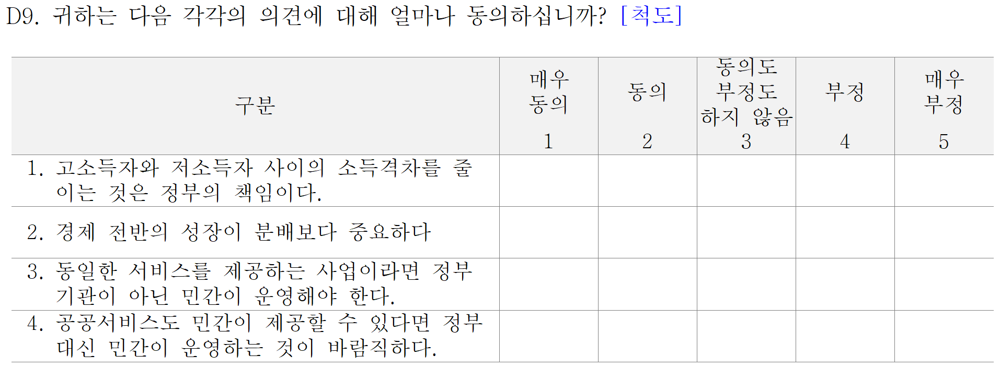 D9. 귀하는 다음 각각의 의견에 대해 얼마나 동의하십니까? [척도]
구분
매우
동의
1
동의
2
동의도
부정도
하지 않음
3
부정
4
매우
부정
5
1. 고소득자와 저소득자 사이의 소득격차를 줄
이는 것은 정부의 책임이다.
2. 경제 전반의 성장이 분배보다 중요하다
3. 동일한 서비스를 제공하는 사업이라면 정부
기관이 아닌 민간이 운영해야 한다.
4. 공공서비스도 민간이 제공할 수 있다면 정부
대신 민간이 운영하는 것이 바람직하다.